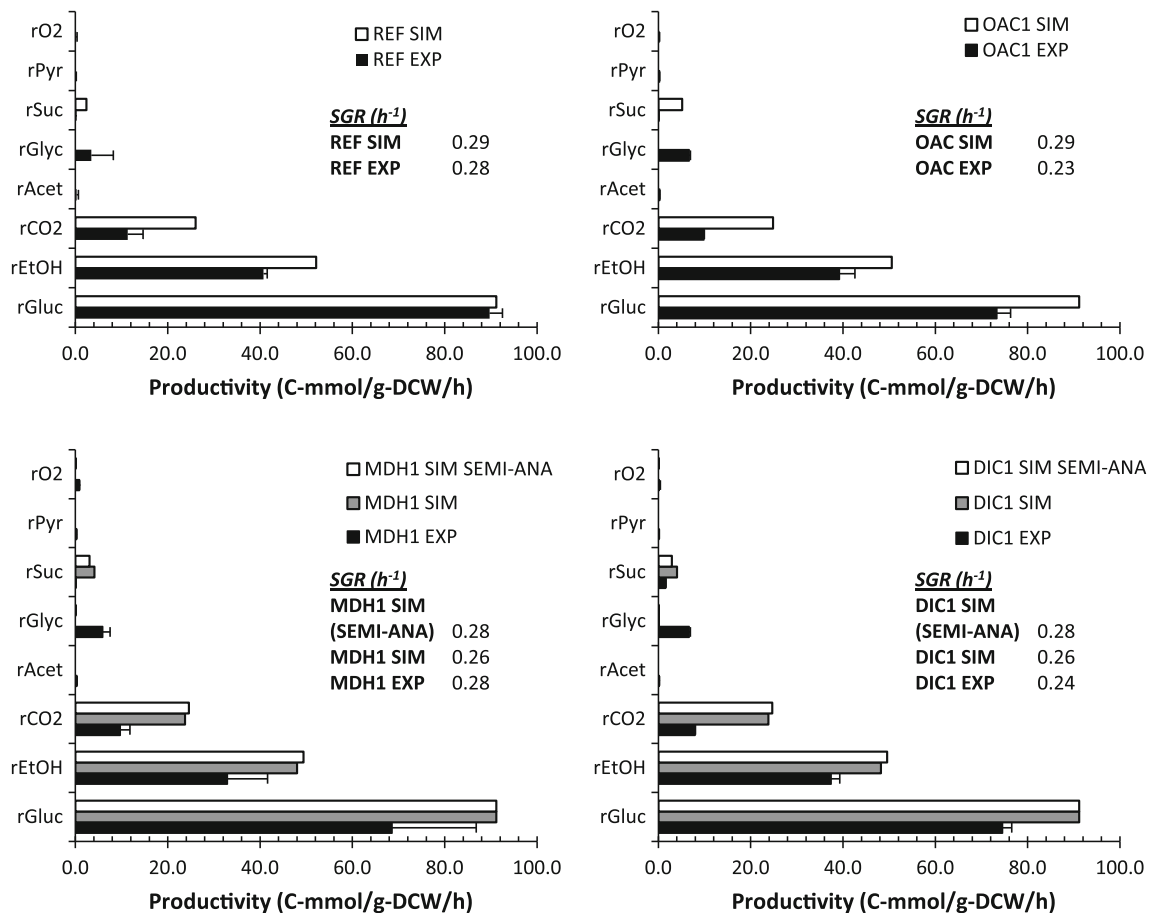 rO2
rPyr
rSuc
rGlyc
rAcet
rCO2
rEtOH
rGluc
REF SIM
REF EXP
SGR (h-1)
REF SIM 0.29
REF EXP 0.28
0.0 20.0 40.0 60.0 80.0 100.0
Productivity (C-mmol/g-DCW/h)
rO2
rPyr
rSuc
rGlyc
rAcet
rCO2
rEtOH
rGluc
OAC1 SIM
OAC1 EXP
SGR (h-1)
OAC SIM 0.29
OAC EXP 0.23
0.0 20.0 40.0 60.0 80.0 100.0
Productivity (C-mmol/g-DCW/h)
rO2
rPyr
rSuc
rGlyc
rAcet
rCO2
rEtOH
rGluc
MDH1 SIM SEMI-ANA
MDH1 SIM
MDH1 EXP
SGR (h-1)
MDH1 SIM
(SEMI-ANA) 0.28
MDH1 SIM 0.26
MDH1 EXP 0.28
0.0 20.0 40.0 60.0 80.0 100.0
Productivity (C-mmol/g-DCW/h)
rO2
rPyr
rSuc
rGlyc
rAcet
rCO2
rEtOH
rGluc
DIC1 SIM SEMI-ANA
DIC1 SIM
DIC1 EXP
SGR (h-1)
DIC1 SIM
(SEMI-ANA) 0.28
DIC1 SIM 0.26
DIC1 EXP 0.24
0.0 20.0 40.0 60.0 80.0 100.0
Productivity (C-mmol/g-DCW/h)